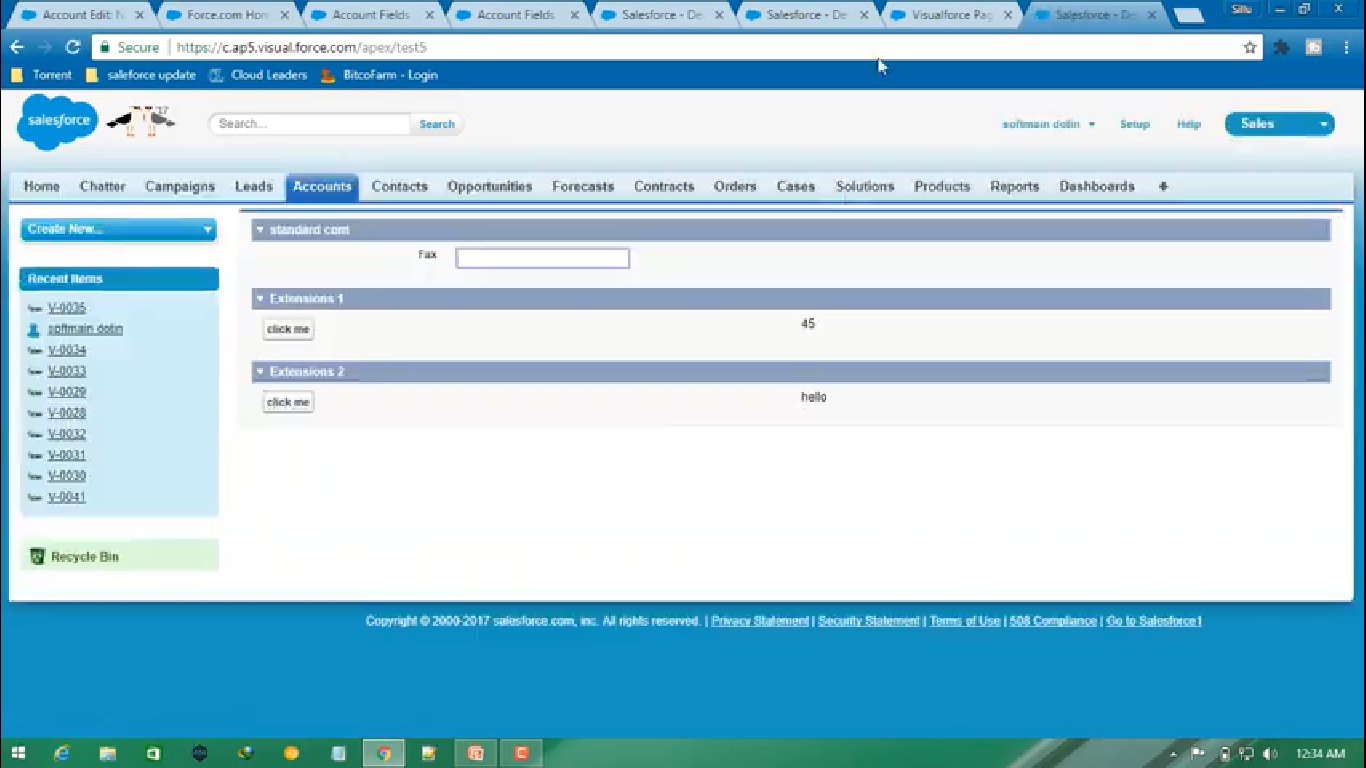 Account Edit: N
Force.com Hom
Account Fields
Account Fields
Salesforce - De
Salesforce - De
Visualforce Pag
Salesforce - De
Sillu
Secure
https://c.ap5.visual.force.com/apex/test5
Torrent
saleforce update
Cloud Leaders
BitcoFarm - Login
salesforce
'17
Search...
Search
softmain dotin
Setup
Help
Sales
Home
Chatter
Campaigns
Leads
Accounts
Contacts
Opportunities
Forecasts
Contracts
Orders
Cases
Solutions
Products
Reports
Dashboards
+
Create New...
Recent Items
V-0035
softmain dotin
V-0034
V-0033
V-0029
V-0028
V-0032
V-0031
V-0030
V-0041
Recycle Bin
standard com
Fax
Extensions 1
click me
45
Extensions 2
click me
hello
Copyright © 2000-2017 salesforce.com, inc. All rights reserved. | Privacy Statement | Security Statement | Terms of Use | 508 Compliance | Go to Salesforce1
12:34 AM